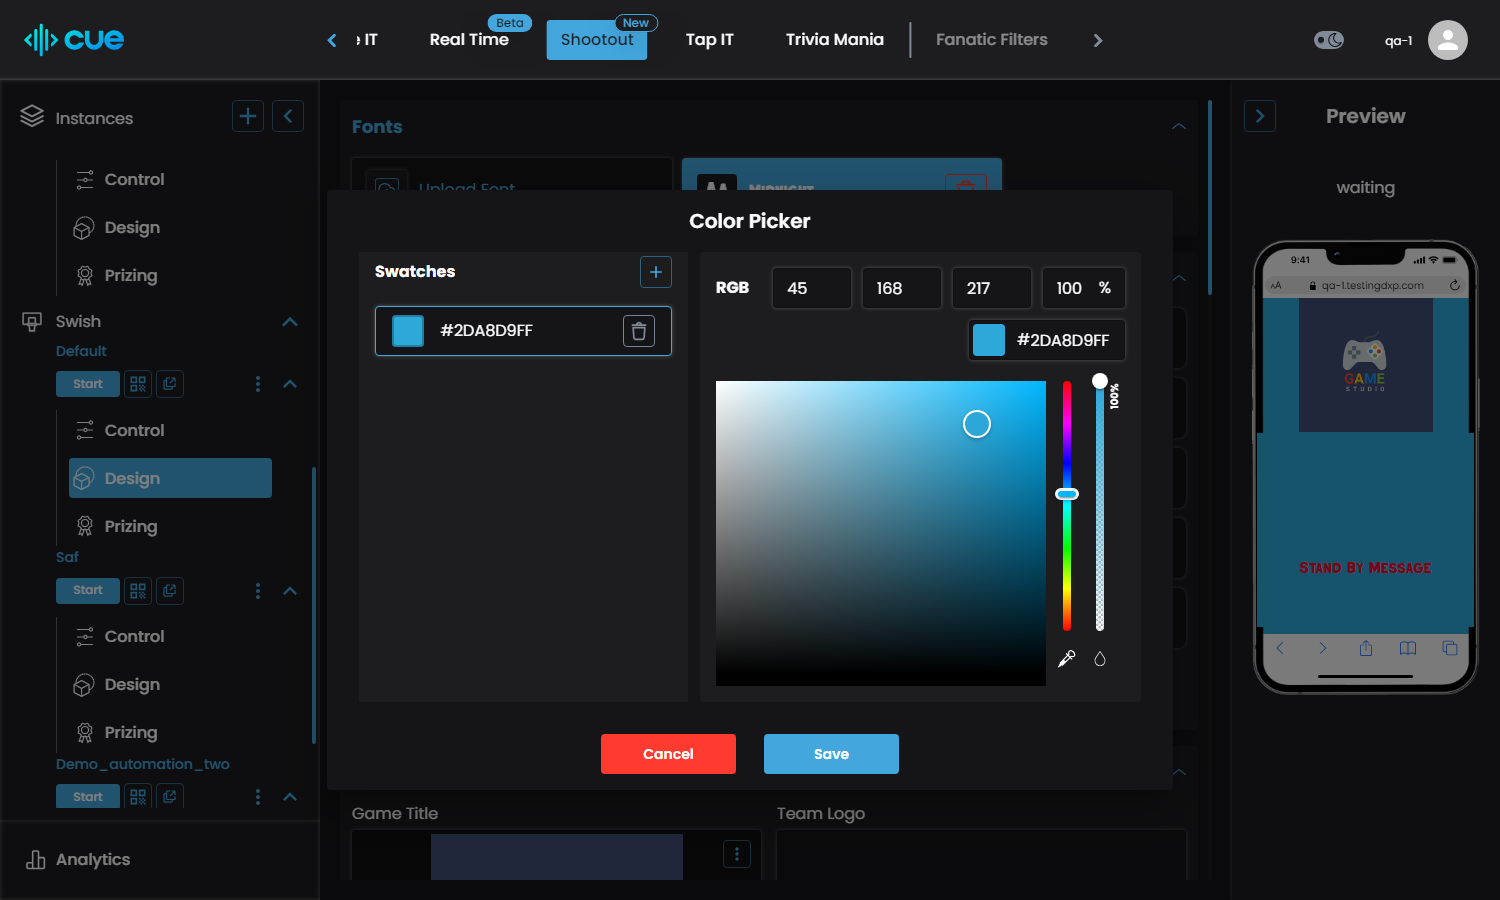 cue
e IT
Real Time
Beta
Shootout
New
Tap IT
Trivia Mania
Fanatic Filters
qa-1
Instances
Control
Design
Prizing
Swish
Default
Start
Control
Design
Prizing
Saf
Start
Control
Design
Prizing
Demo_automation_two
Start
Analytics
Fonts
Upload Font
Midnight
Color Picker
Swatches
#2DA8D9FF
RGB
45
168
217
100 %
#2DA8D9FF
100%
Cancel
Save
Game Title
Team Logo
Preview
waiting
9:41
AA
qa-1.testingdxp.com
GAME
STUDIO
Stand By Message